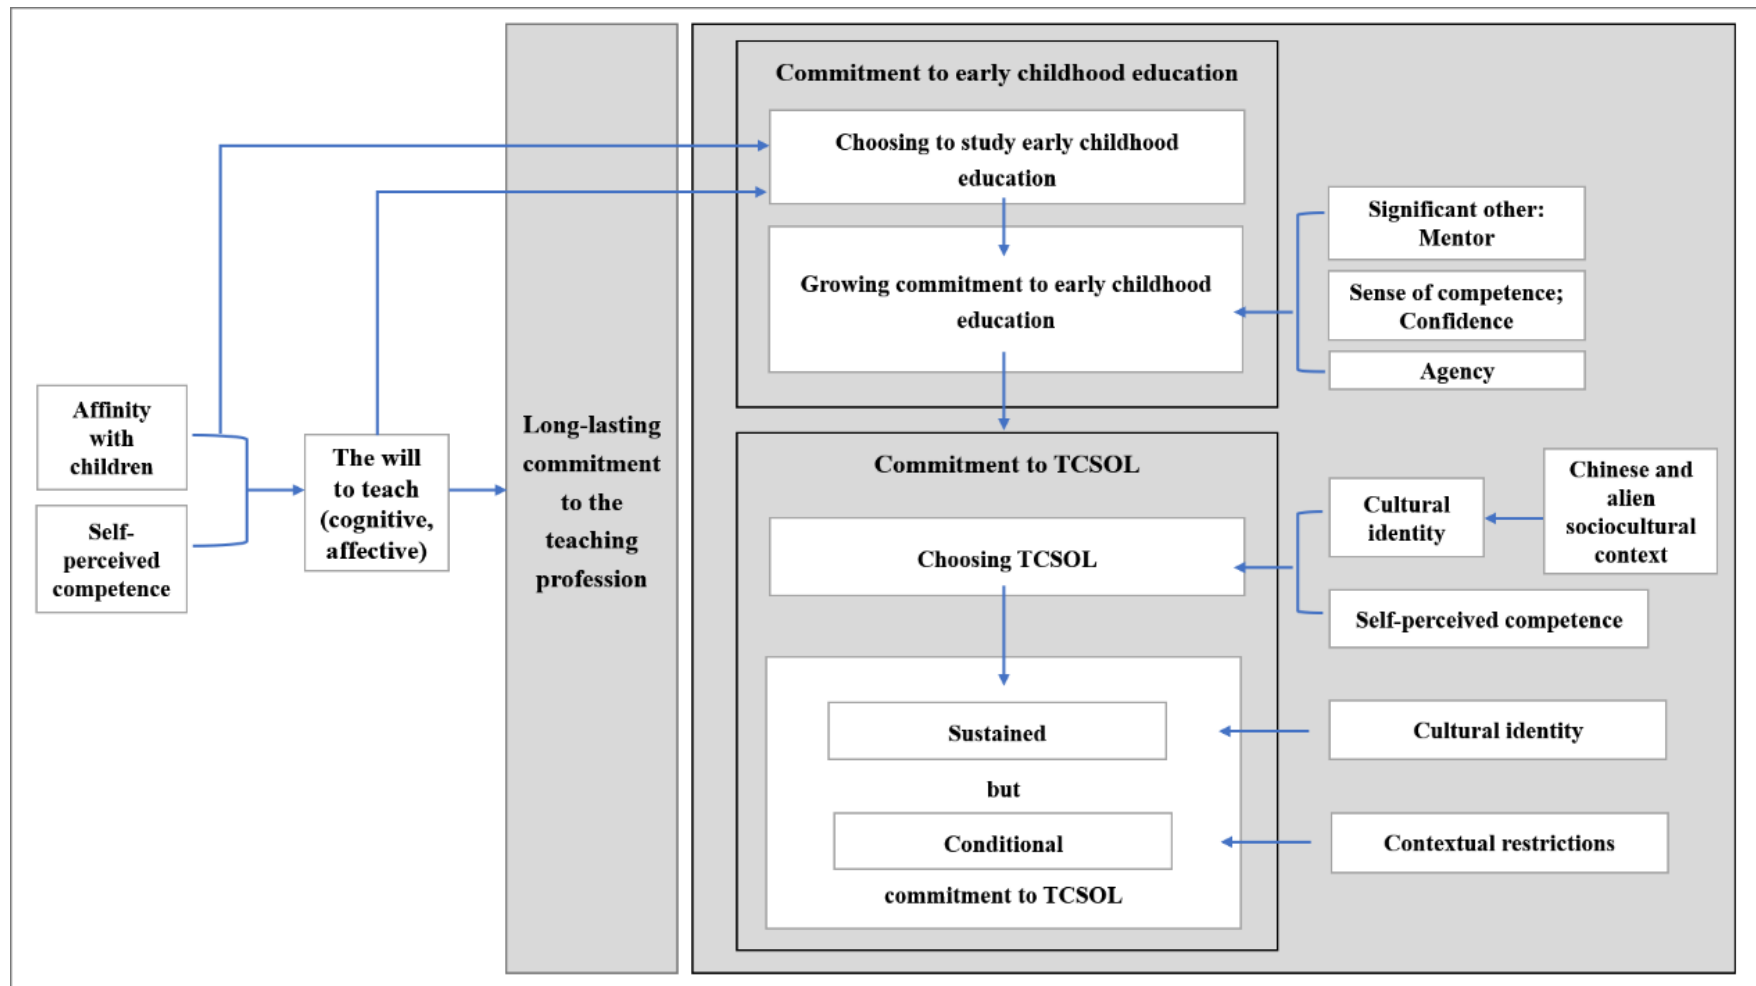 Affinity
with
children
Self-
perceived
competence
The will
to teach
(cognitive,
affective)
Long-lasting
commitment
to the
teaching
profession
Commitment to early childhood education
Choosing to study early childhood
education
Growing commitment to early childhood
education
Significant other:
Mentor
Sense of competence;
Confidence
Agency
Commitment to TCSOL
Choosing TCSOL
Cultural
identity
Chinese and
alien
sociocultural
context
Self-perceived competence
Sustained
but
Conditional
commitment to TCSOL
Cultural identity
Contextual restrictions